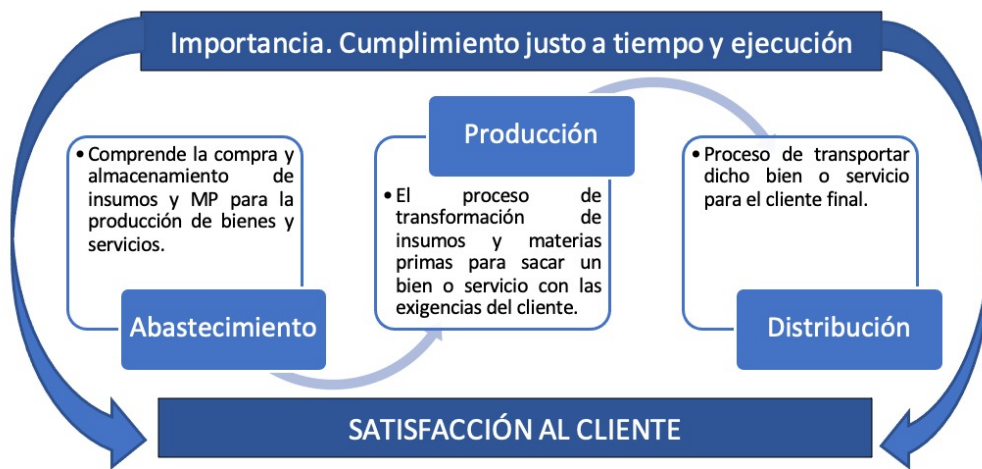 Importancia. Cumplimiento justo a tiempo y ejecución
• Comprende la compra y
almacenamiento de
insumos y MP para la
producción de bienes y
servicios.
Abastecimiento
Producción
• El proceso de
transformación de
insumos y materias
primas para sacar un
bien o servicio con las
exigencias del cliente.
• Proceso de transportar
dicho bien o servicio
para el cliente final.
Distribución
SATISFACCIÓN AL CLIENTE